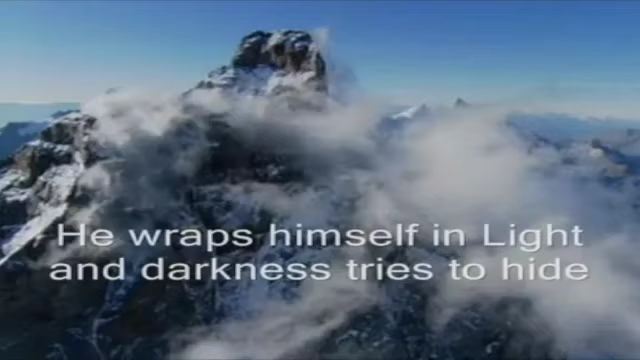 He wraps himself in Light
and darkness tries to hide